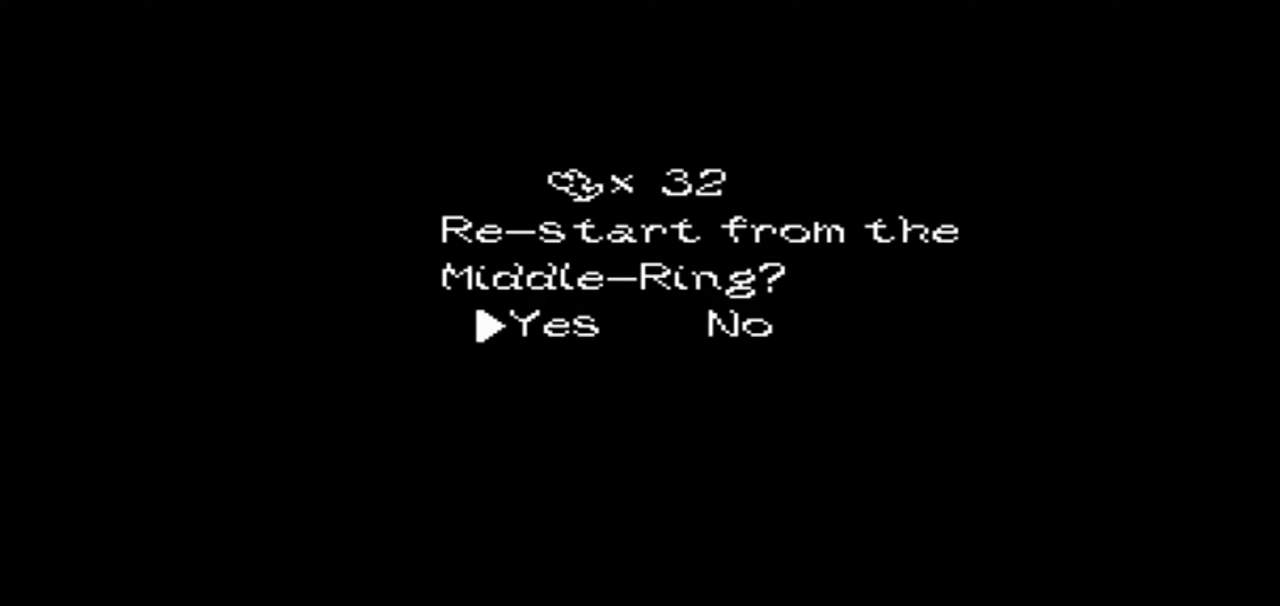 x 32
Re-start from the
Middle-Ring?
Yes No